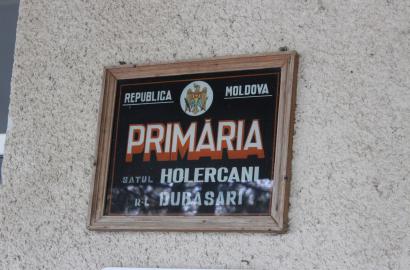 REPUBLICA MOLDOVA
PRIMĂRIA
SATUL HOLERCANI
R-L DUBĂSARI